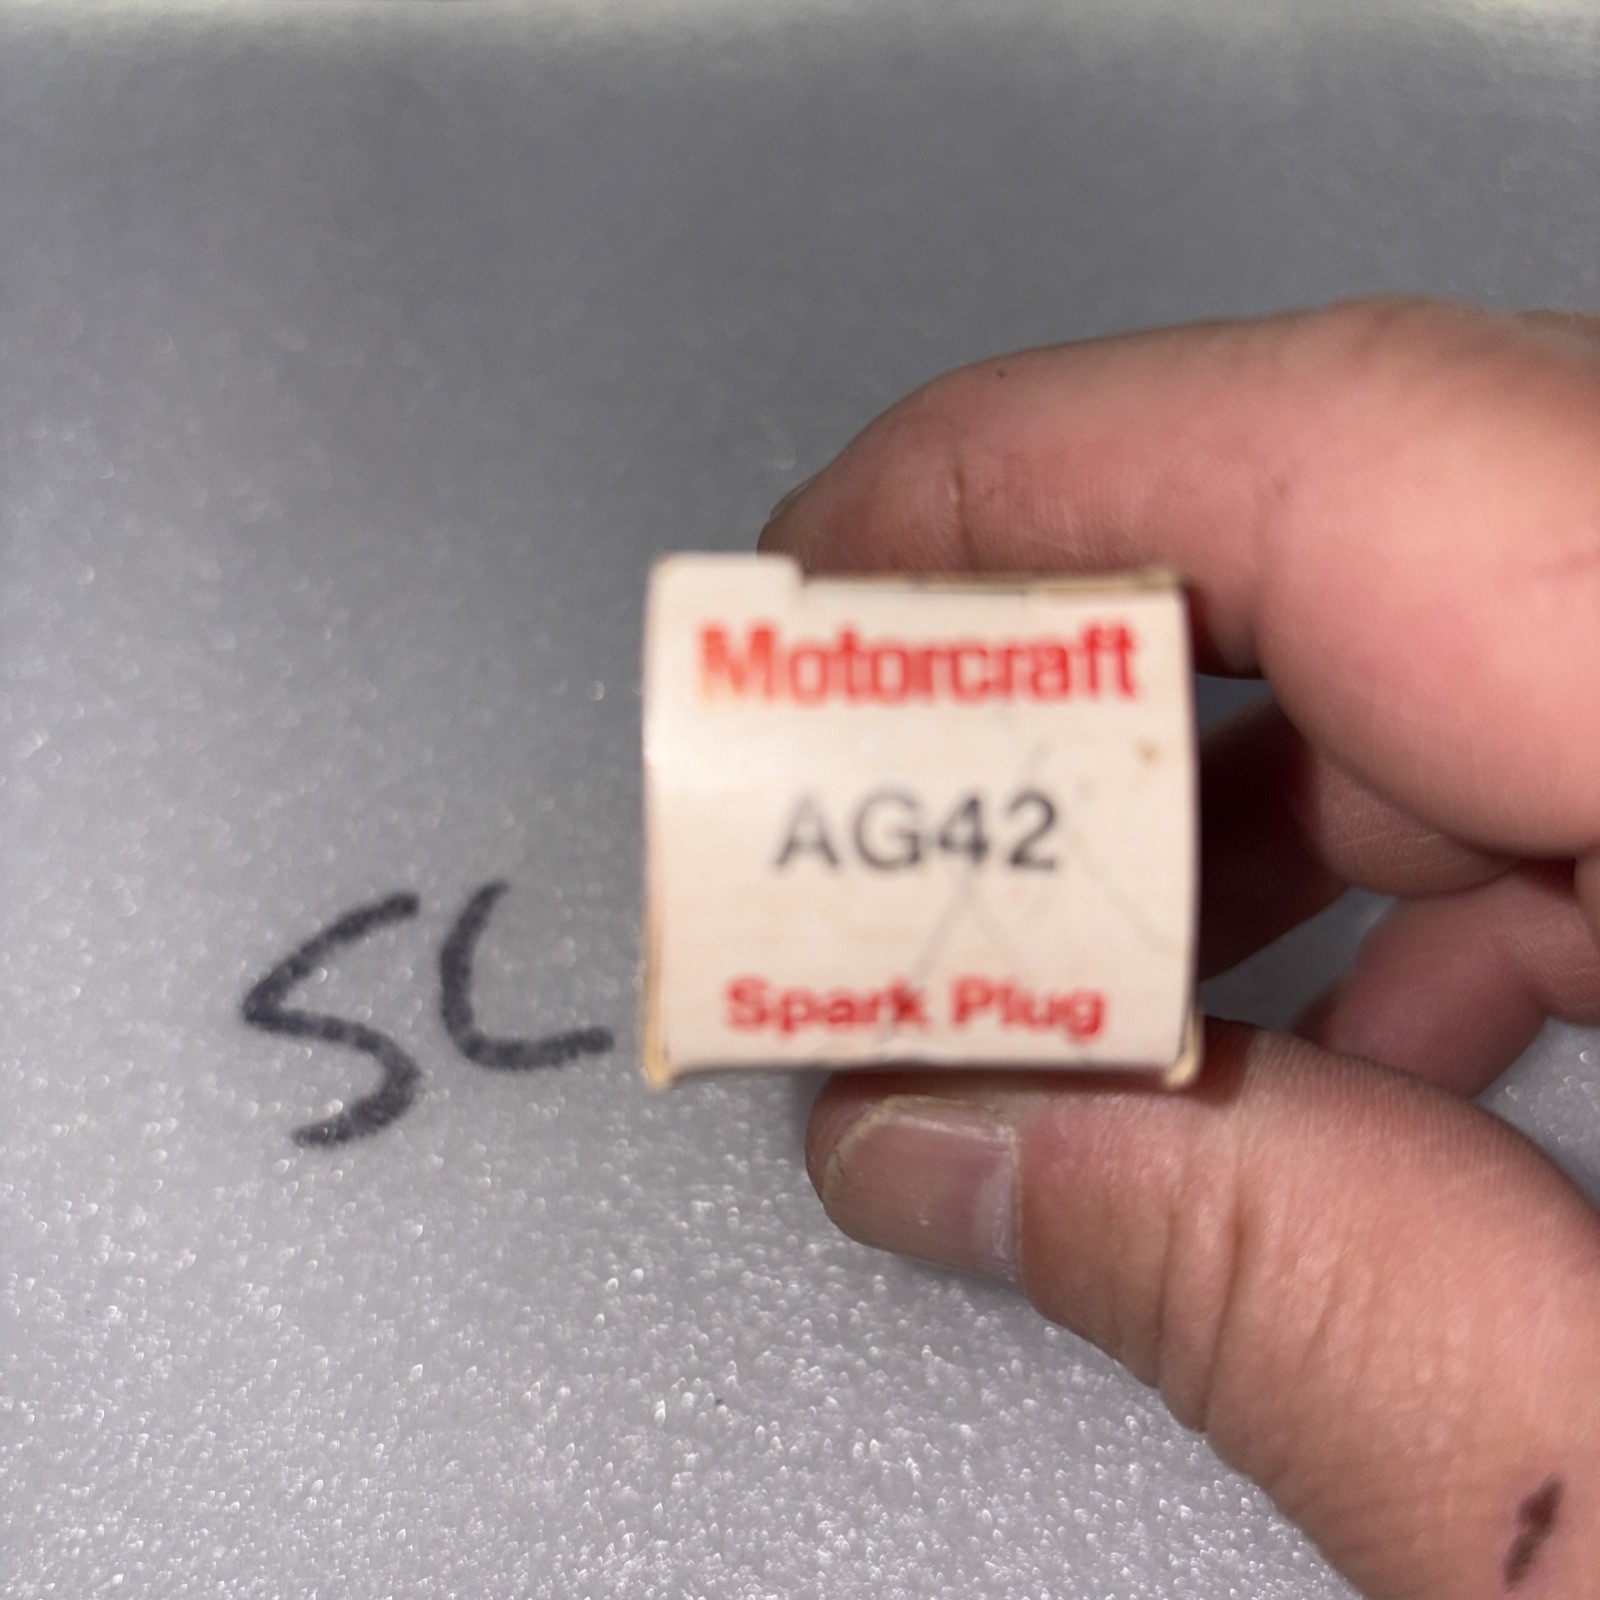 Motorcraft
AG42
Spark Plug
SL